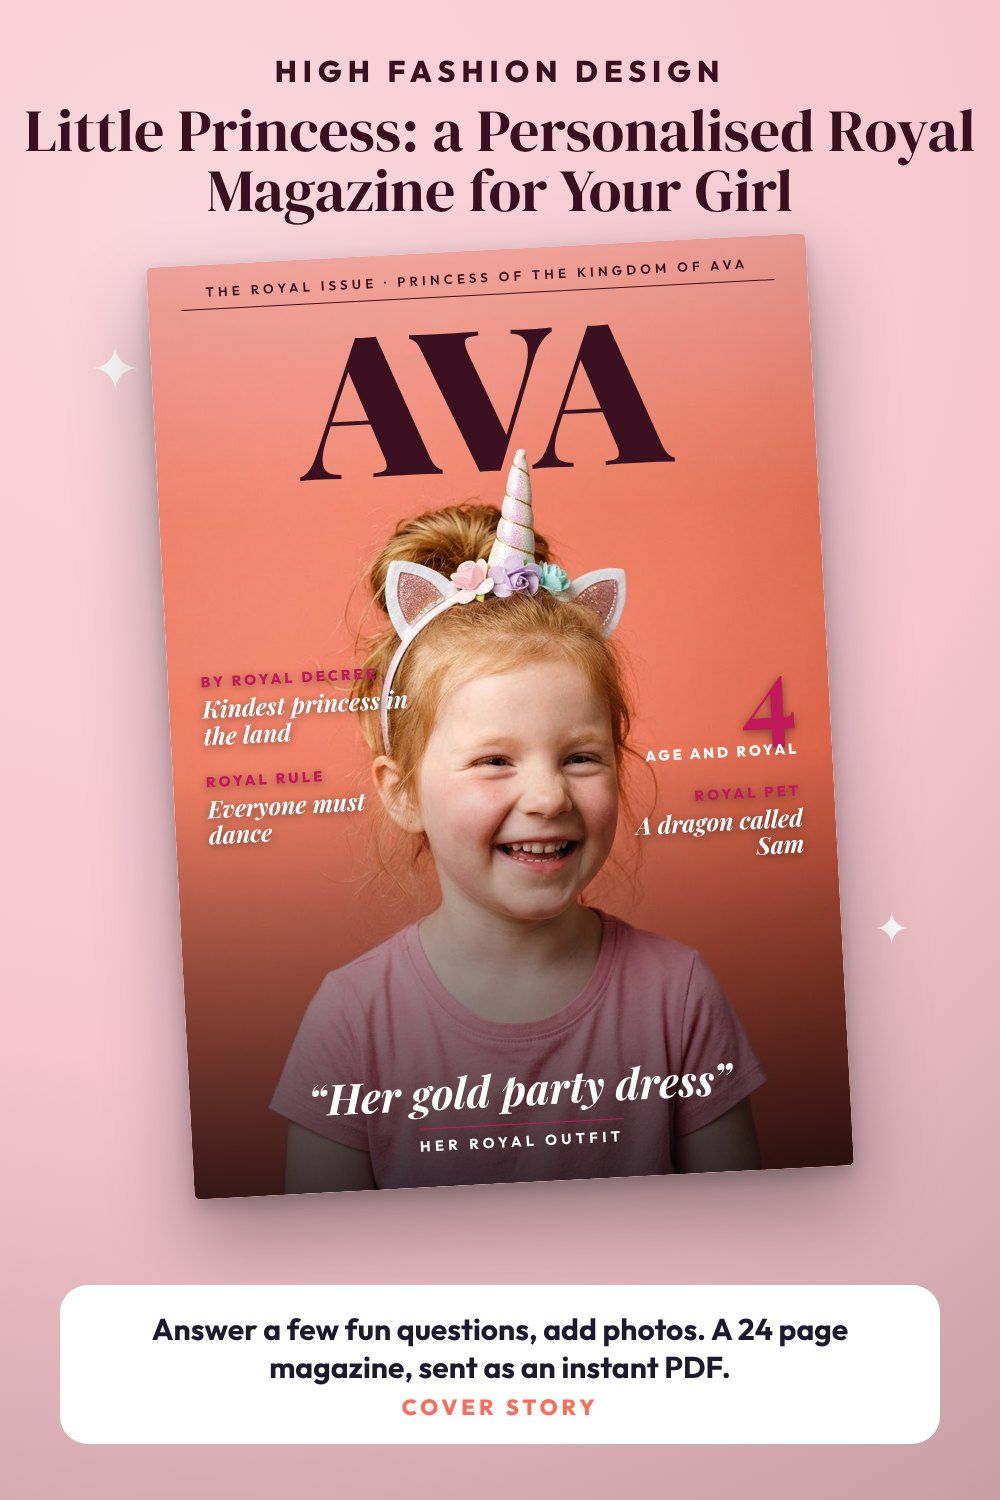 HIGH FASHION DESIGN
Little Princess: a Personalised Royal
Magazine for Your Girl
THE ROYAL ISSUE · PRINCESS OF THE KINGDOM OF AVA
AVA
BY ROYAL DECREE
Kindest princess in
the land
ROYAL RULE
Everyone must
dance
4
AGE AND ROYAL
ROYAL PET
A dragon called
Sam
“Her gold party dress”
HER ROYAL OUTFIT
Answer a few fun questions, add photos. A 24 page
magazine, sent as an instant PDF.
COVER STORY